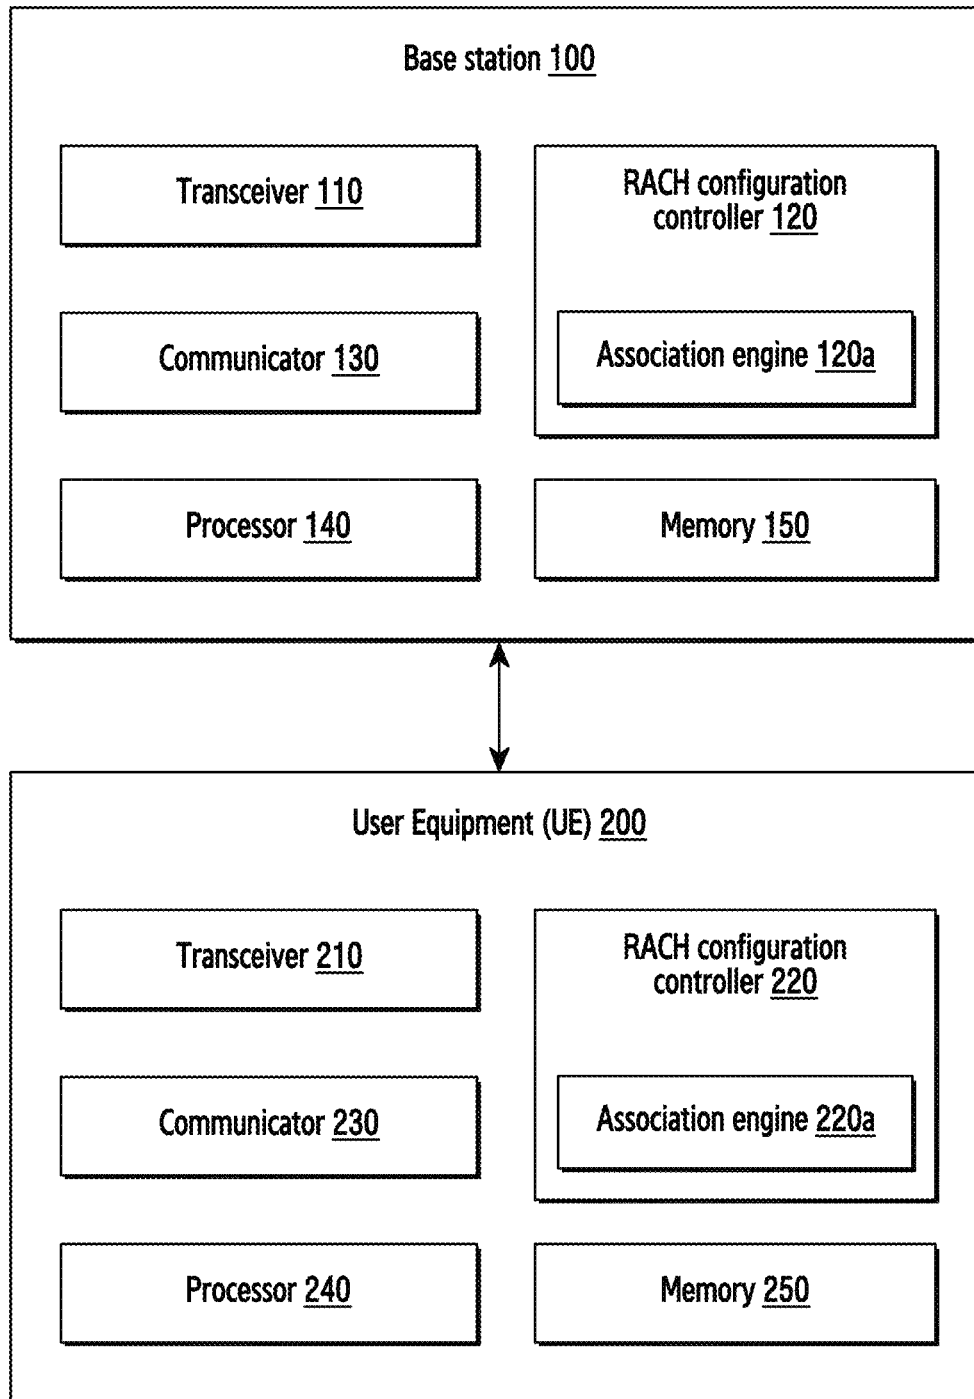 Base station 100
Transceiver 110
RACH configuration
controller 120
Communicator 130
Association engine 120a
Processor 140
Memory 150
User Equipment (UE) 200
Transceiver 210
RACH configuration
controller 220
Communicator 230
Association engine 220a
Processor 240
Memory 250